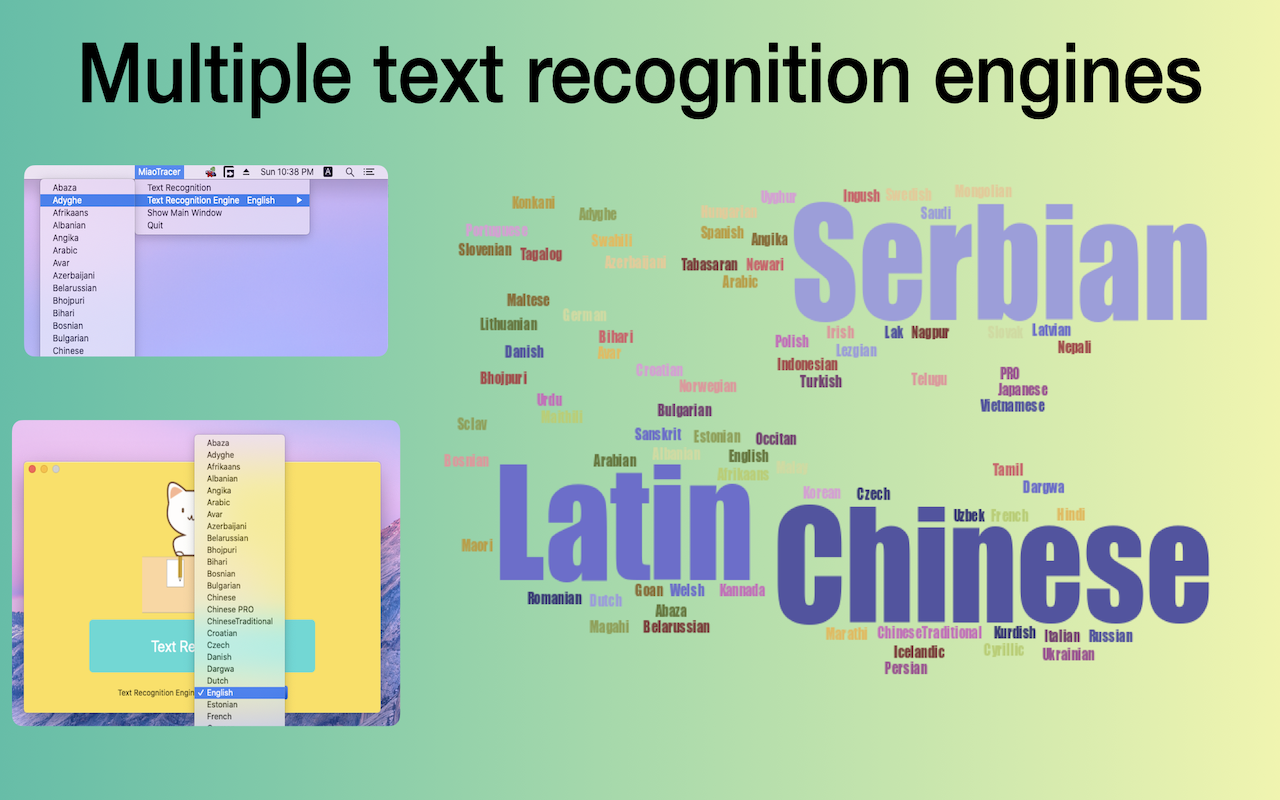 Multiple text recognition engines
MiaoTracer
Sun 10:38 PM
A
Abaza
Adyghe
Afrikaans
Albanian
Angika
Arabic
Avar
Azerbaijani
Belarussian
Bhojpuri
Bihari
Bosnian
Bulgarian
Chinese
Text Recognition
Text Recognition Engine English
Show Main Window
Quit
Abaza
Adyghe
Afrikaans
Albanian
Angika
Arabic
Avar
Azerbaijani
Belarussian
Bhojpuri
Bihari
Bosnian
Bulgarian
Chinese
Chinese PRO
ChineseTraditional
Croatian
Czech
Danish
Dargwa
Dutch
✓ English
Estonian
French
Text Re
Text Recognition Engin
Uyghur
Ingush
Swedish
Mongolian
Konkani
Adyghe
Saudi
Serbian
Portuguese
Spanish
Angika
Swahili
Slovenian
Tagalog
Azerbaijani
Tabasaran
Newari
Arabic
Maltese
German
Lithuanian
Bihari
Polish
Irish
Lak
Nagpur
Slovak
Latvian
Danish
Avar
Lezgian
Nepali
Indonesian
Bhojpuri
Croatian
Norwegian
Turkish
Telugu
PRO
Japanese
Urdu
Vietnamese
Bulgarian
Sclav
Sanskrit
Estonian
Occitan
Bosnian
Arabian
Albanian
English
Afrikaans
Tamil
Latin
Korean
Czech
Dargwa
Uzbek
French
Hindi
Chinese
Maori
Romanian
Dutch
Goan
Welsh
Kannada
Abaza
Magahi
Belarussian
Marathi
ChineseTraditional
Kurdish
Italian
Russian
Icelandic
Cyrillic
Ukrainian
Persian